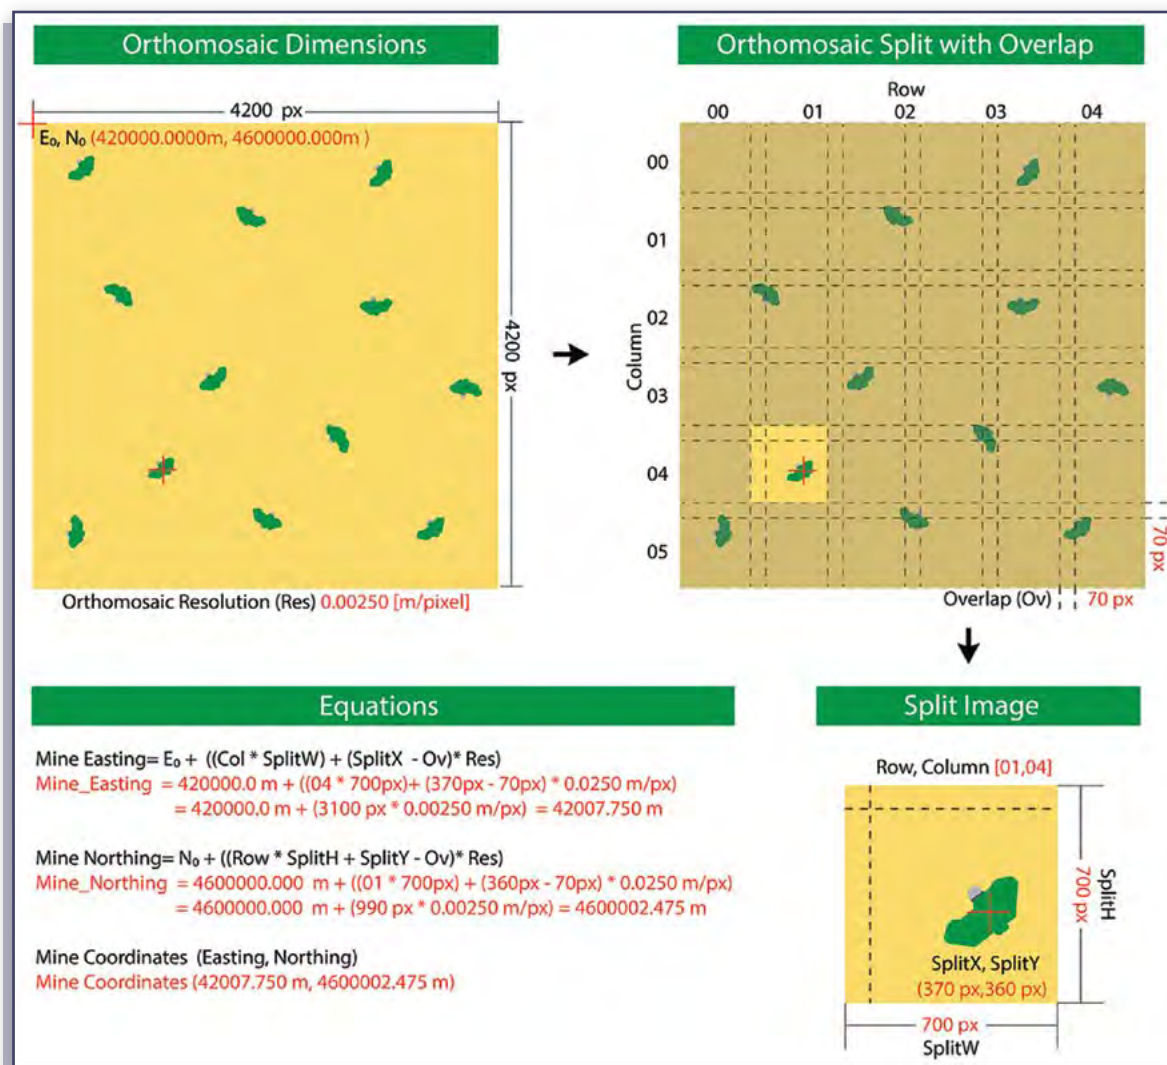 Orthomosaic Dimensions
4200 px
E₀, N₀ (420000.0000m, 4600000.000m )
4200 px
Orthomosaic Resolution (Res) 0.00250 [m/pixel]
Orthomosaic Split with Overlap
Row
00 01 02 03 04
Column
00
01
02
03
04
05
70 px
Overlap (Ov) 70 px
Equations
Mine Easting= E₀ + ((Col * SplitW) + (SplitX - Ov)* Res)
Mine_Easting = 420000.0 m + ((04 * 700px)+ (370px - 70px) * 0.0250 m/px)
= 420000.0 m + (3100 px * 0.00250 m/px) = 42007.750 m
Mine Northing= N₀ + ((Row * SplitH + SplitY - Ov)* Res)
Mine_Northing = 4600000.000 m + ((01 * 700px) + (360px - 70px) * 0.0250 m/px)
= 4600000.000 m + (990 px * 0.00250 m/px) = 4600002.475 m
Mine Coordinates (Easting, Northing)
Mine Coordinates (42007.750 m, 4600002.475 m)
Split Image
Row, Column [01,04]
SplitX, SplitY
(370 px,360 px)
700 px
SplitH
700 px
SplitW